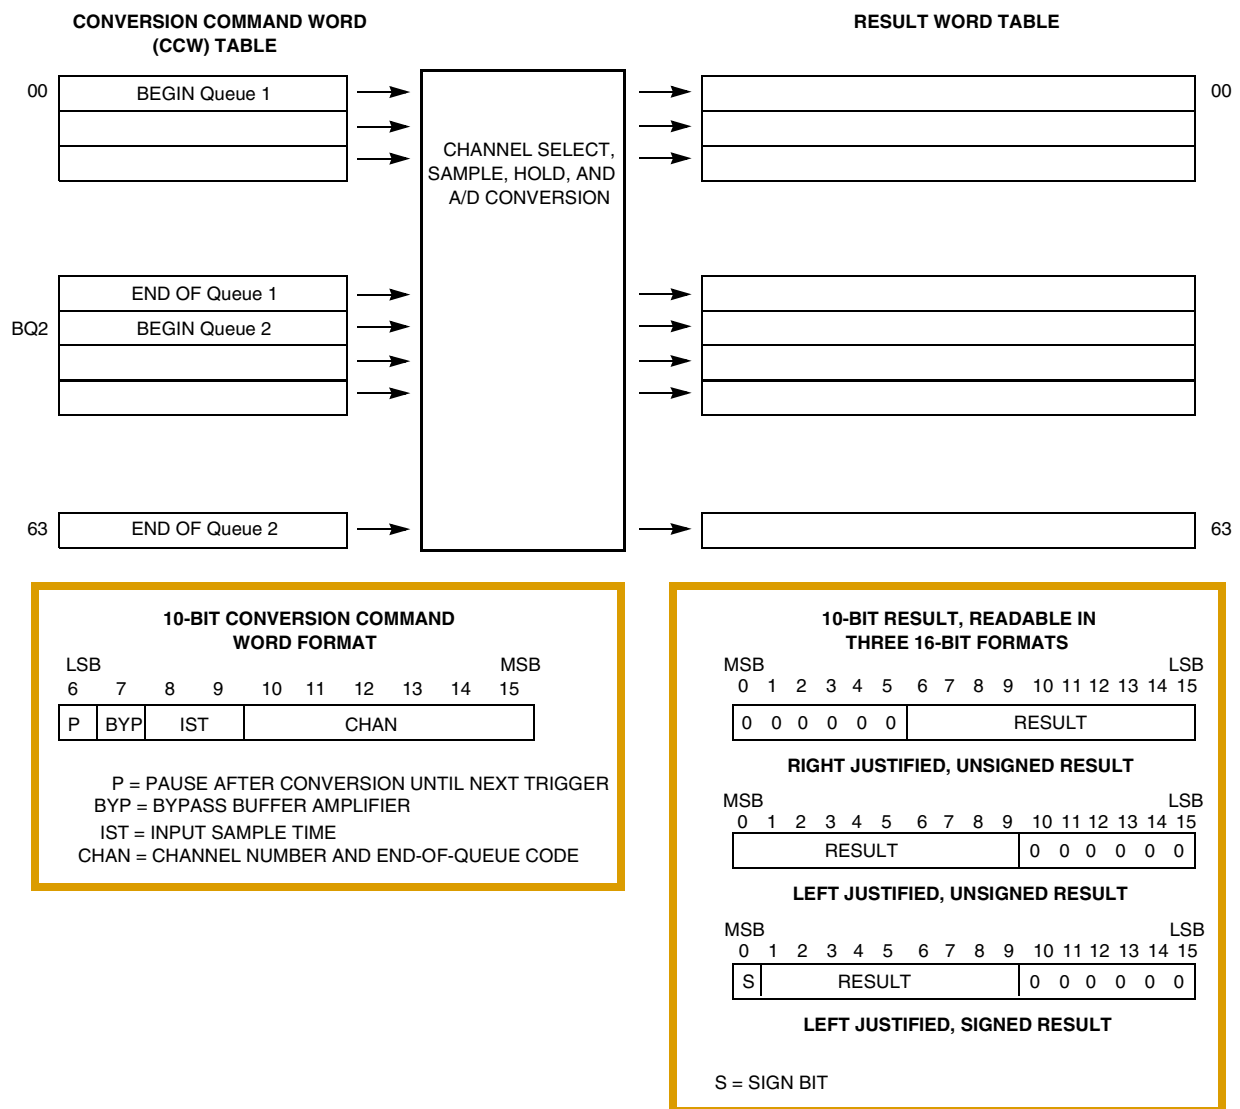 CONVERSION COMMAND WORD
(CCW) TABLE
RESULT WORD TABLE
00
BEGIN Queue 1
00
CHANNEL SELECT,
SAMPLE, HOLD, AND
A/D CONVERSION
END OF Queue 1
BQ2
BEGIN Queue 2
63
END OF Queue 2
63
10-BIT CONVERSION COMMAND
WORD FORMAT
LSB MSB
6 7 8 9 10 11 12 13 14 15
P BYP IST CHAN
P = PAUSE AFTER CONVERSION UNTIL NEXT TRIGGER
BYP = BYPASS BUFFER AMPLIFIER
IST = INPUT SAMPLE TIME
CHAN = CHANNEL NUMBER AND END-OF-QUEUE CODE
10-BIT RESULT, READABLE IN
THREE 16-BIT FORMATS
MSB LSB
0 1 2 3 4 5 6 7 8 9 10 11 12 13 14 15
0 0 0 0 0 0 RESULT
RIGHT JUSTIFIED, UNSIGNED RESULT
MSB LSB
0 1 2 3 4 5 6 7 8 9 10 11 12 13 14 15
RESULT 0 0 0 0 0 0
LEFT JUSTIFIED, UNSIGNED RESULT
MSB LSB
0 1 2 3 4 5 6 7 8 9 10 11 12 13 14 15
S RESULT 0 0 0 0 0 0
LEFT JUSTIFIED, SIGNED RESULT
S = SIGN BIT